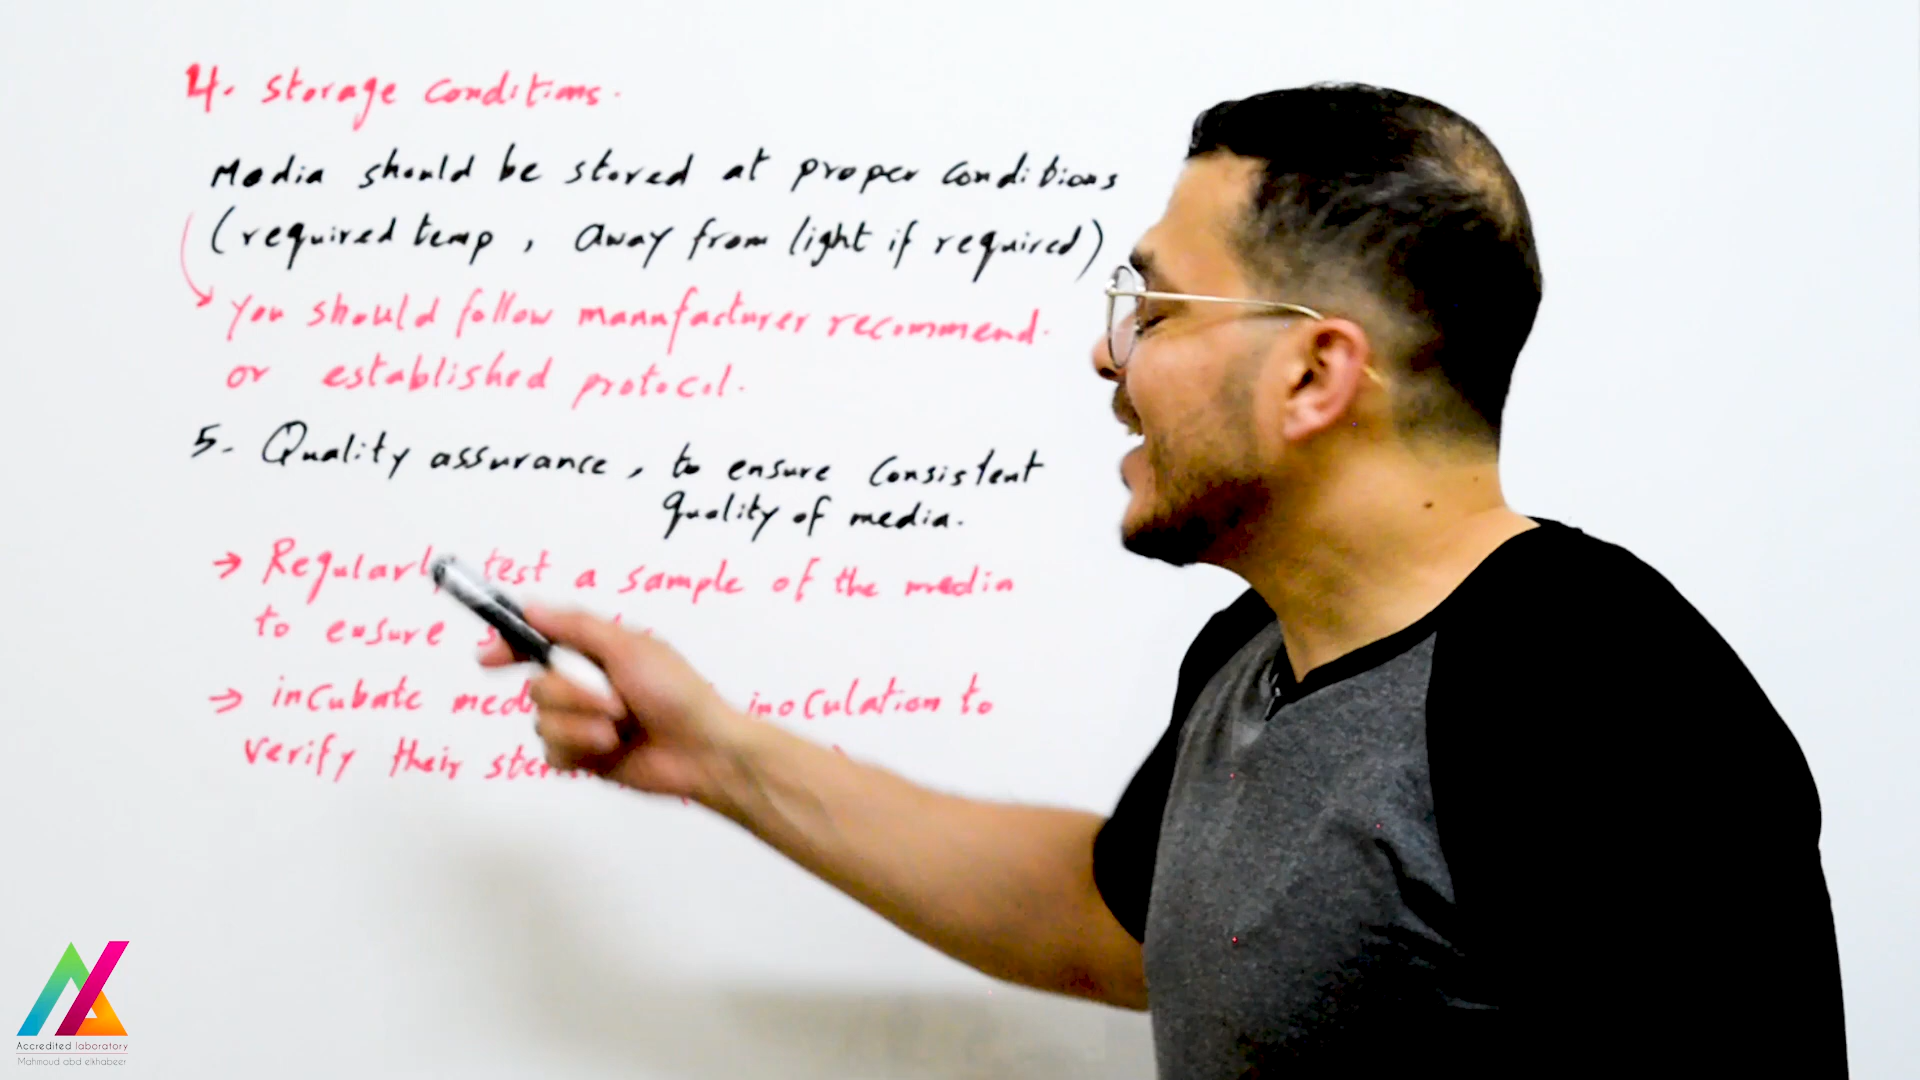 4. Storage conditions.
Media should be stored at proper conditions
(required temp, away from light if required)
You should follow manufacturer recommend.
or established protocol.
5- Quality assurance, to ensure consistent
quality of media.
→ Regularly test a sample of the media
to ensure
→ incubate inoculation to
verify their
Accredited laboratory
Mahmoud abd elkhabeer